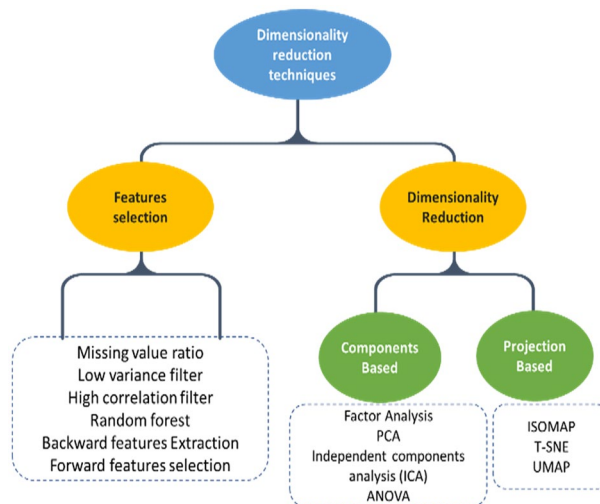 Dimensionality
reduction
techniques
Features
selection
Dimensionality
Reduction
Missing value ratio
Low variance filter
High correlation filter
Random forest
Backward features Extraction
Forward features selection
Components
Based
Projection
Based
Factor Analysis
PCA
Independent components
analysis (ICA)
ANOVA
ISOMAP
T-SNE
UMAP